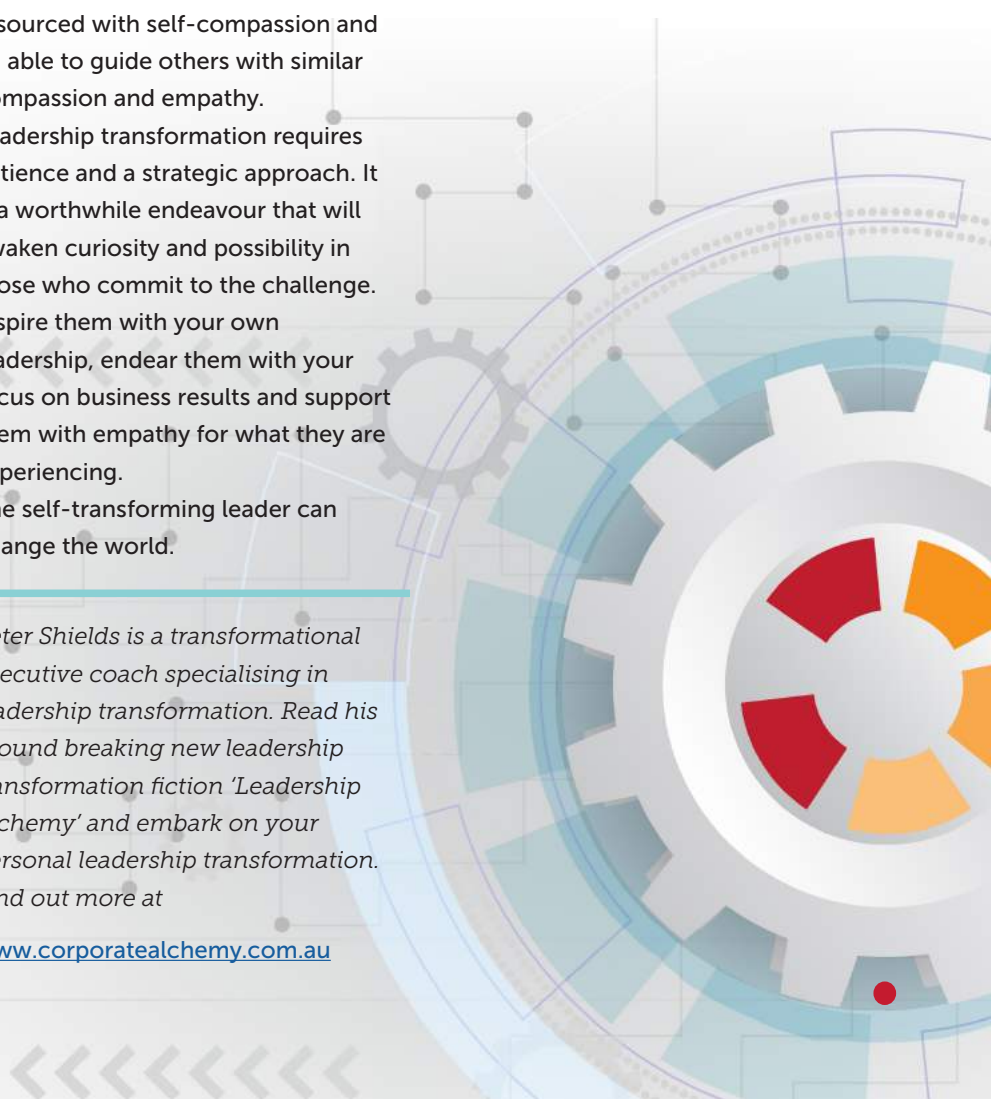 sourced with self-compassion and
able to guide others with similar
ompassion and empathy.
adership transformation requires
tience and a strategic approach. It
a worthwhile endeavour that will
vaken curiosity and possibility in
ose who commit to the challenge.
spire them with your own
adership, endear them with your
cus on business results and support
em with empathy for what they are
periencing.
ne self-transforming leader can
ange the world.
eter Shields is a transformational
ecutive coach specialising in
adership transformation. Read his
ound breaking new leadership
ansformation fiction ‘Leadership
chemy’ and embark on your
ersonal leadership transformation.
nd out more at
ww.corporatealchemy.com.au